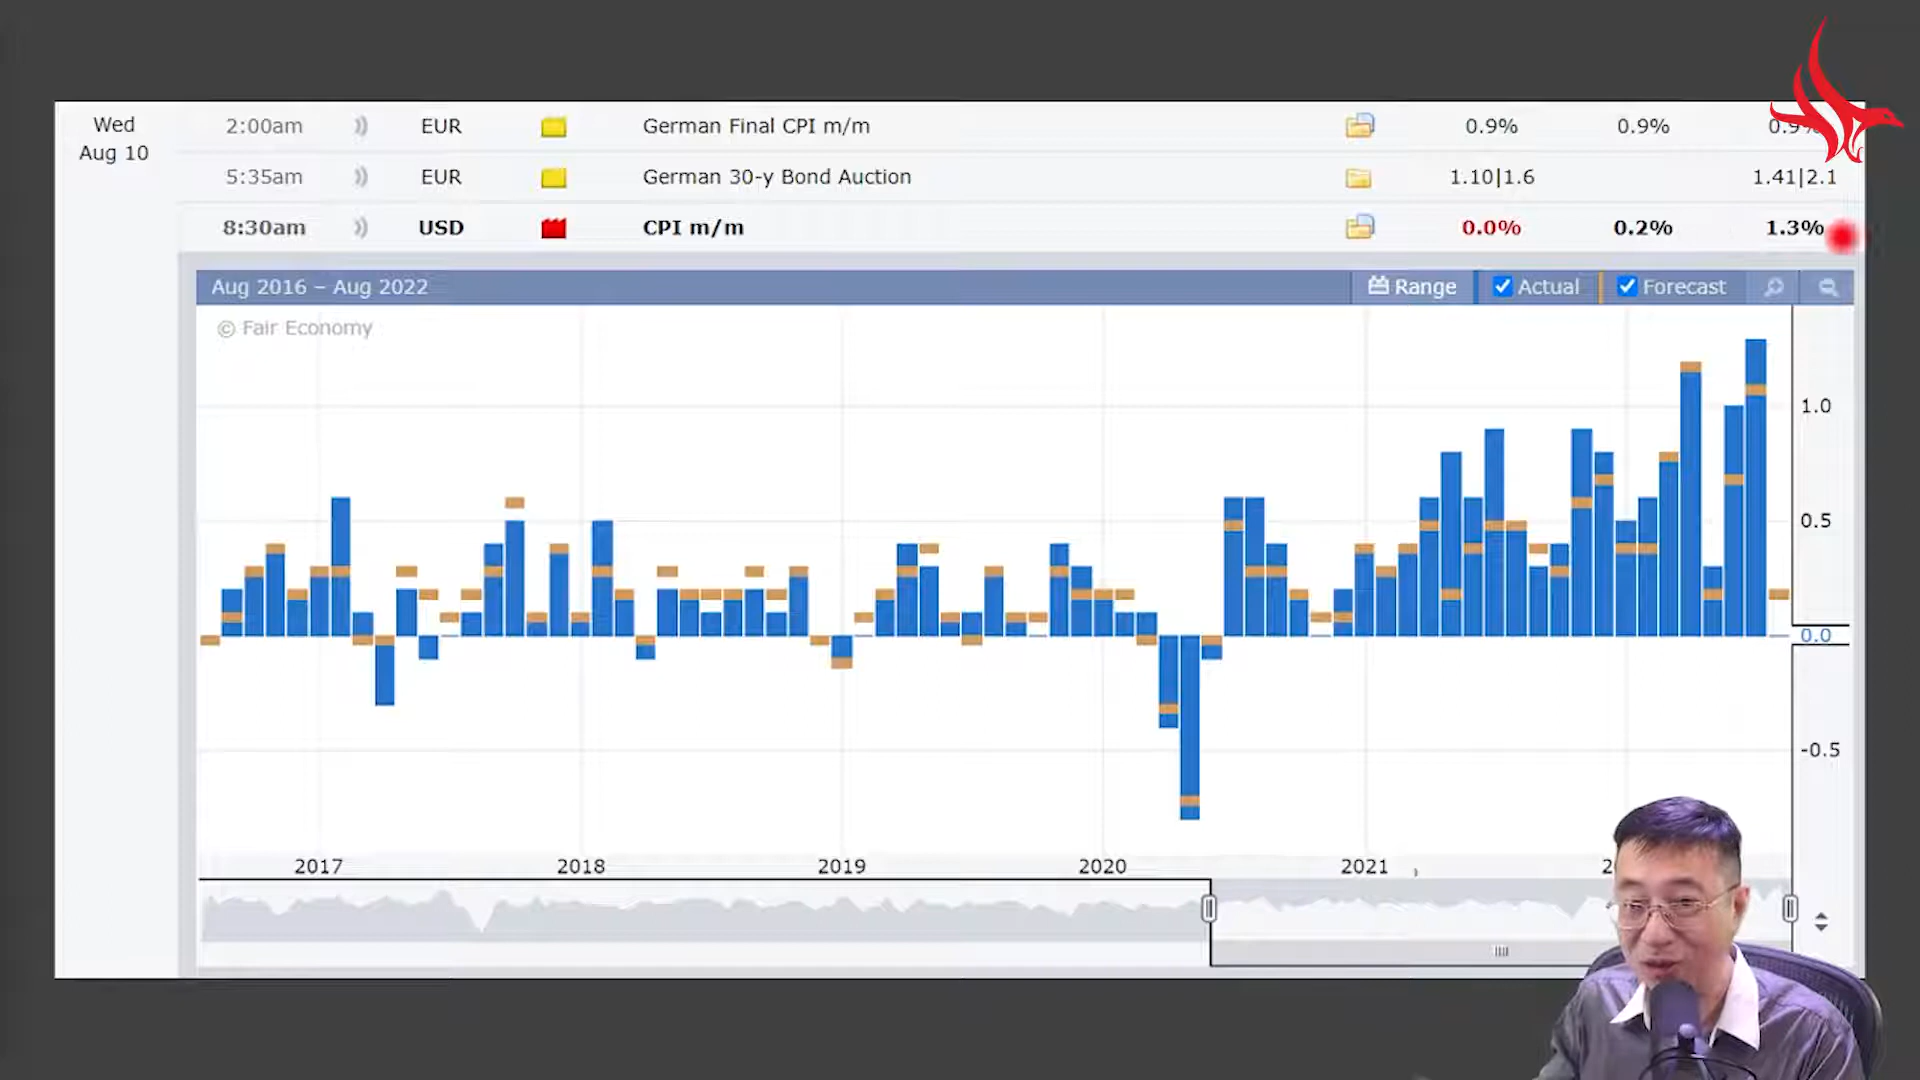 Wed
Aug 10
2:00am EUR German Final CPI m/m 0.9% 0.9% 0.9%
5:35am EUR German 30-y Bond Auction 1.10|1.6 1.41|2.1
8:30am USD CPI m/m 0.0% 0.2% 1.3%
Aug 2016 – Aug 2022 Range Actual Forecast
© Fair Economy
1.0
0.5
0.0
-0.5
2017 2018 2019 2020 2021